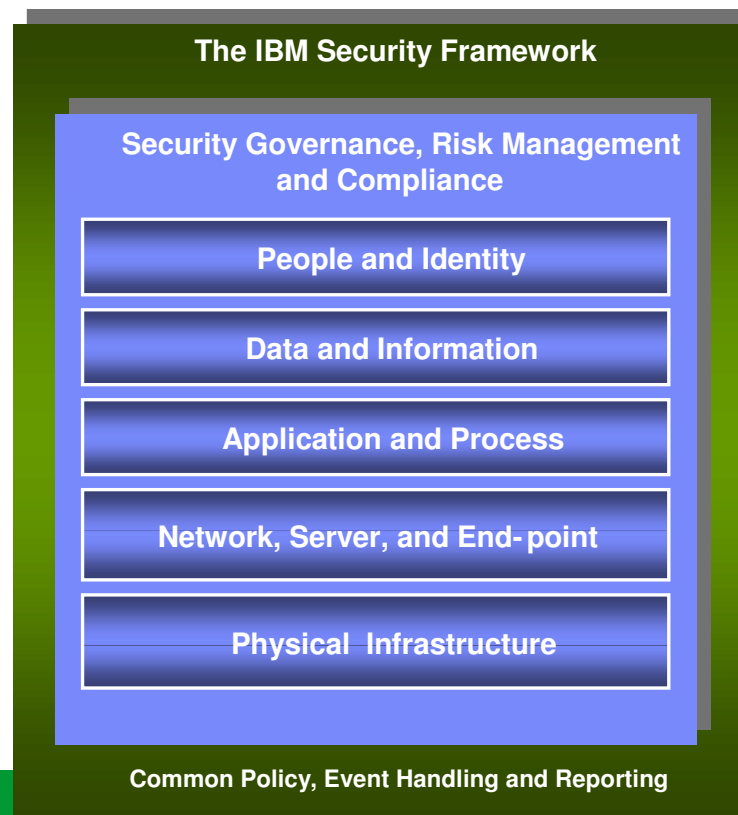 The IBM Security Framework
Security Governance, Risk Management
and Compliance
People and Identity
Data and Information
Application and Process
Network, Server, and End-point
Physical Infrastructure
Common Policy, Event Handling and Reporting